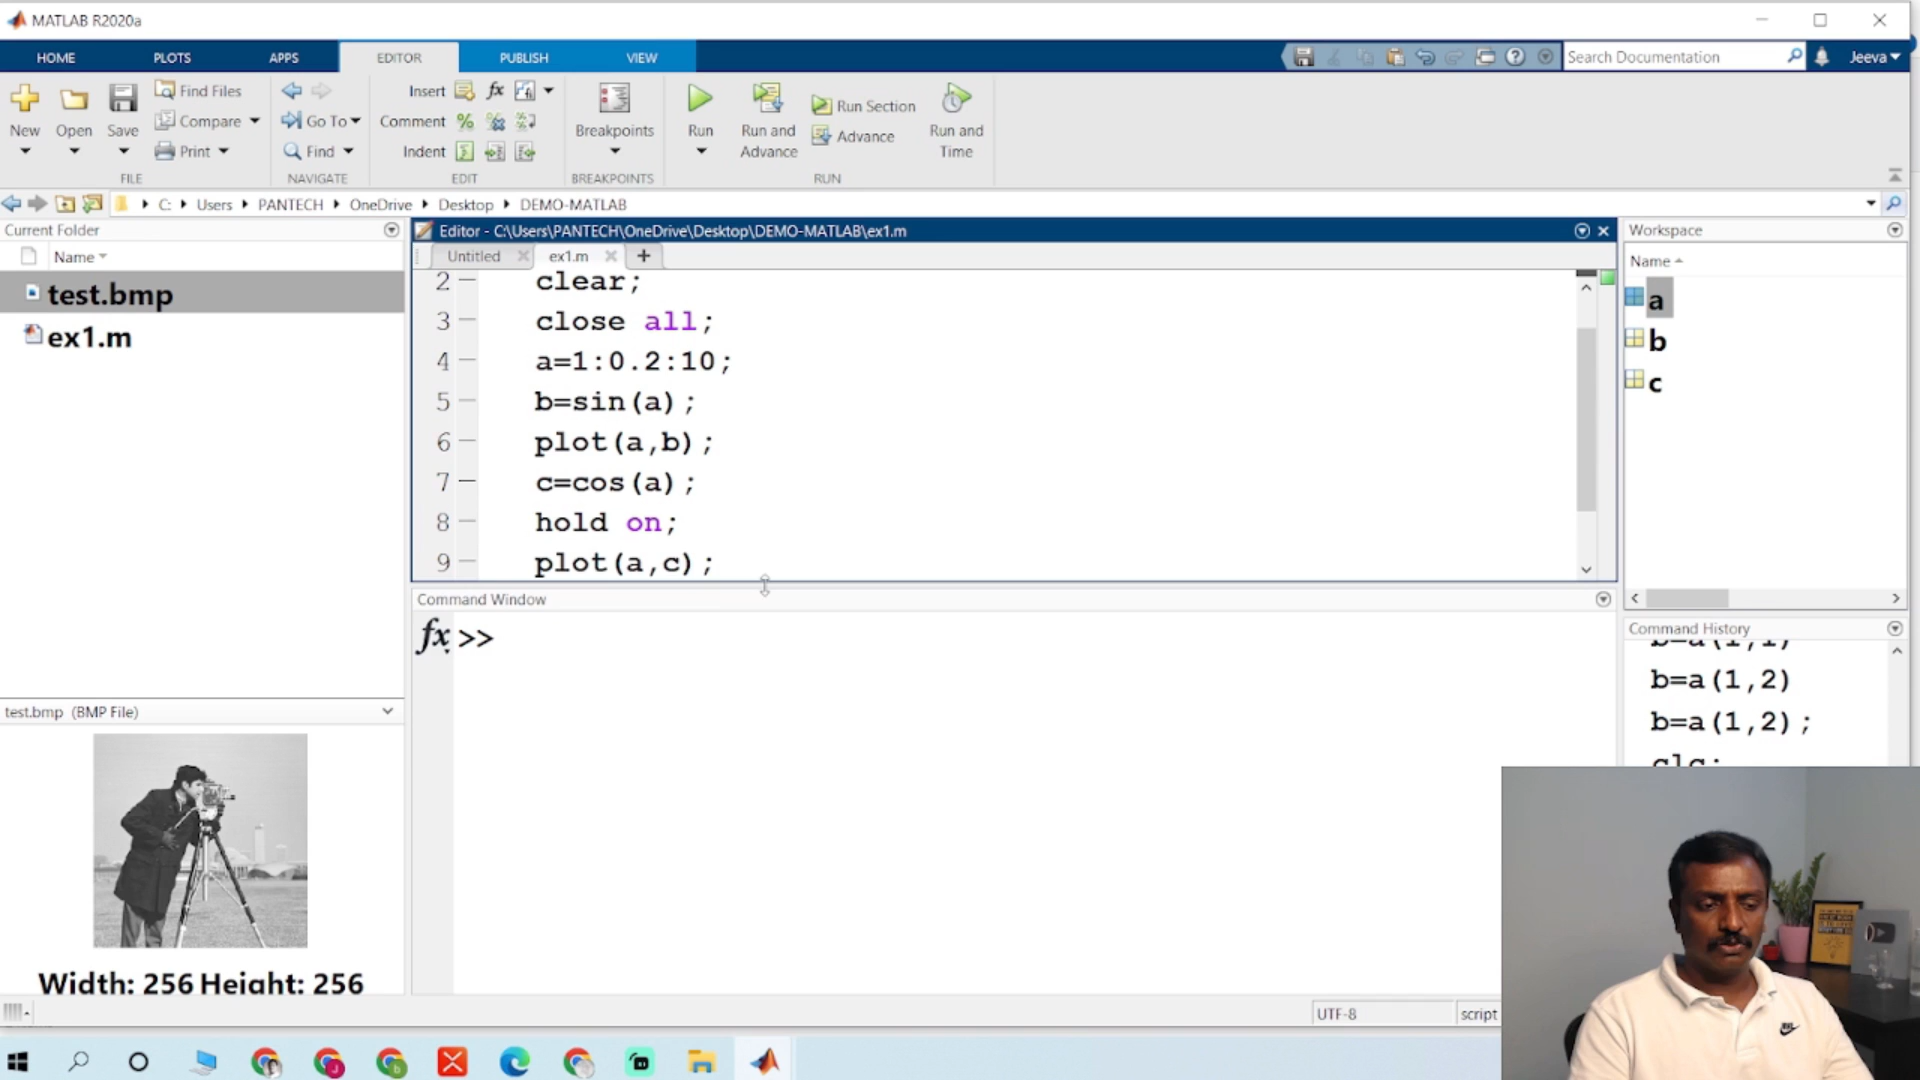 MATLAB R2020a
HOME PLOTS APPS EDITOR PUBLISH VIEW
Search Documentation
Jeeva
New
Open
Save
Find Files
Compare
Print
FILE
Go To
Find
NAVIGATE
Insert
fx
Comment
Indent
EDIT
Breakpoints
BREAKPOINTS
Run
Run and
Advance
Run Section
Advance
Run and
Time
RUN
C: Users PANTECH OneDrive Desktop DEMO-MATLAB
Current Folder
Name
test.bmp
ex1.m
test.bmp (BMP File)
Width: 256 Height: 256
Editor - C:\Users\PANTECH\OneDrive\Desktop\DEMO-MATLAB\ex1.m
Untitled ex1.m +
2 clear;
3 close all;
4 a=1:0.2:10;
5 b=sin(a);
6 plot(a,b);
7 c=cos(a);
8 hold on;
9 plot(a,c);
Command Window
fx >>
Workspace
Name
a
b
c
Command History
b=a(1,1)
b=a(1,2)
b=a(1,2);
clc;
UTF-8
script